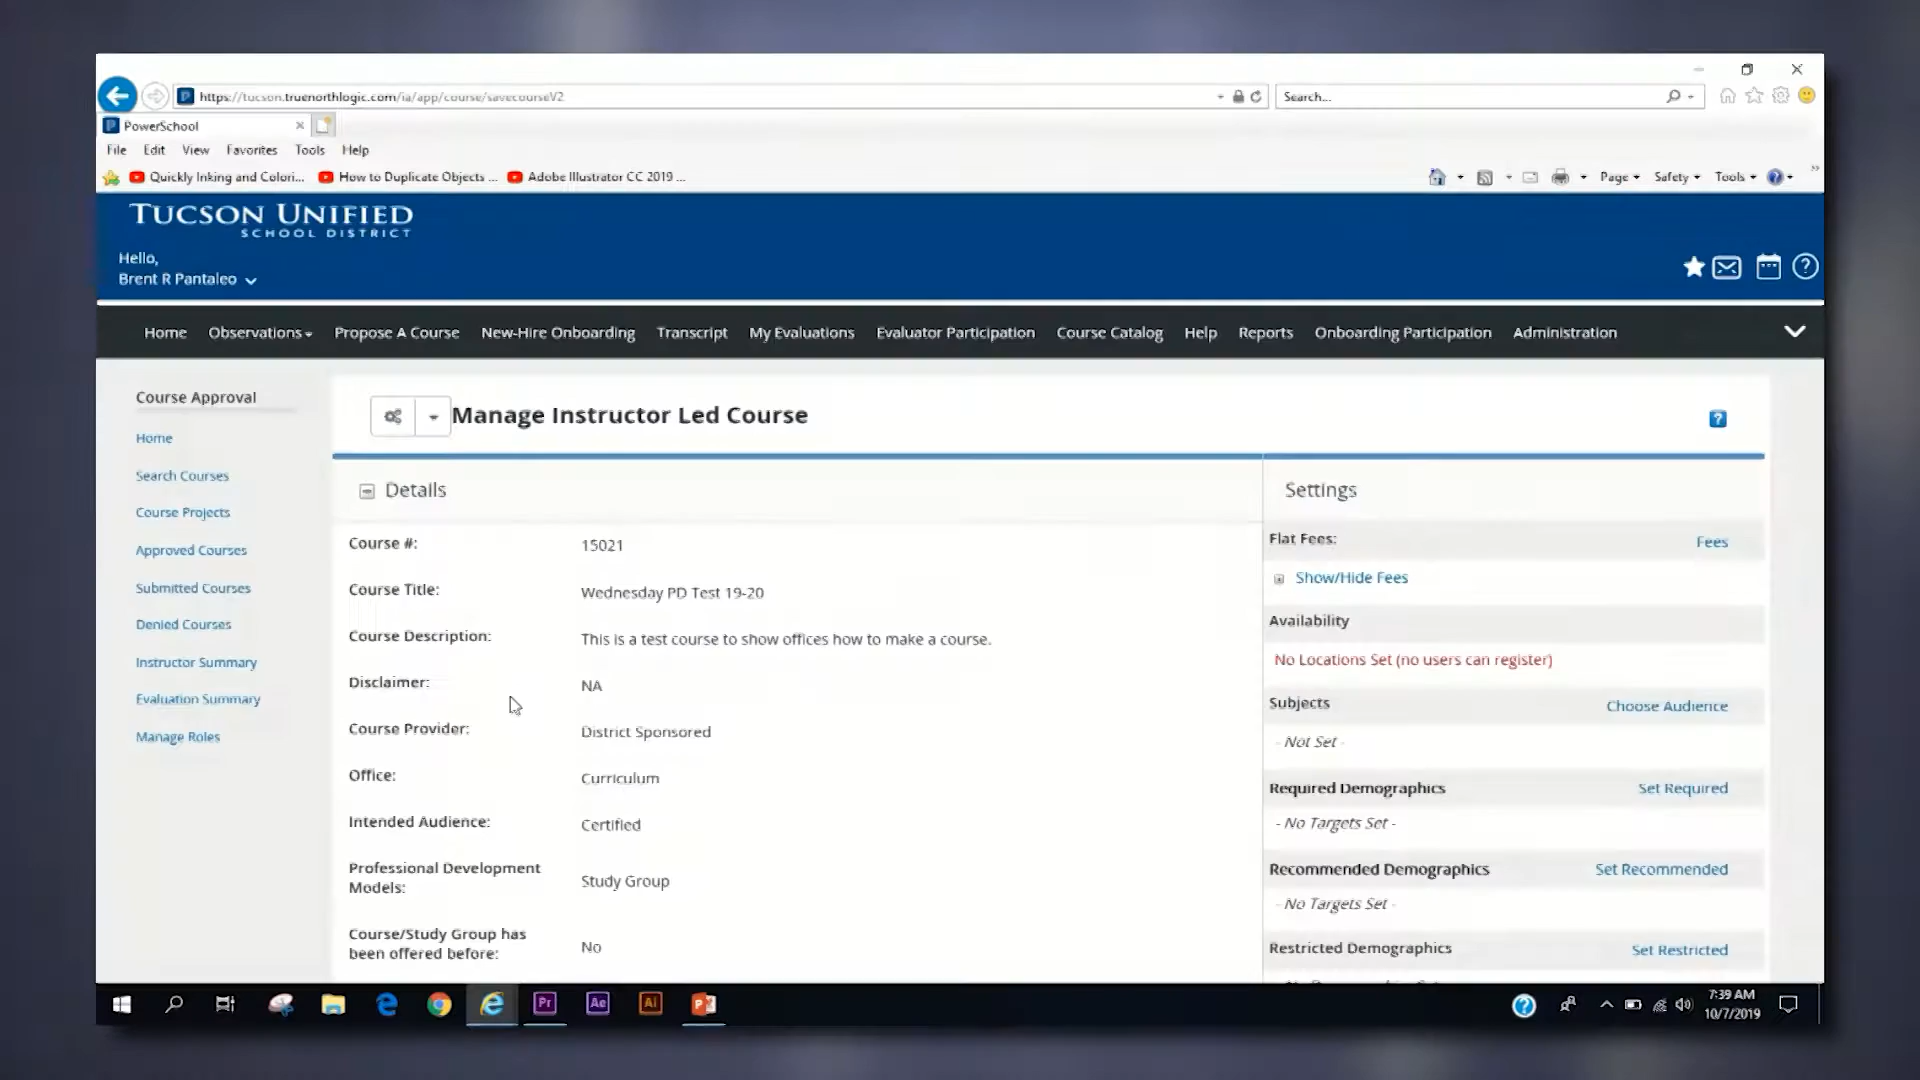 https://tucson.truenorthlogic.com/ia/app/course/savecourseV2
Search...
PowerSchool
File Edit View Favorites Tools Help
Quickly Inking and Colori... How to Duplicate Objects ... Adobe Illustrator CC 2019 ...
Page Safety Tools
TUCSON UNIFIED
SCHOOL DISTRICT
Hello,
Brent R Pantaleo
Home Observations Propose A Course New-Hire Onboarding Transcript My Evaluations Evaluator Participation Course Catalog Help Reports Onboarding Participation Administration
Course Approval
Home
Search Courses
Course Projects
Approved Courses
Submitted Courses
Denied Courses
Instructor Summary
Evaluation Summary
Manage Roles
Manage Instructor Led Course
Details
Course #: 15021
Course Title: Wednesday PD Test 19-20
Course Description: This is a test course to show offices how to make a course.
Disclaimer: NA
Course Provider: District Sponsored
Office: Curriculum
Intended Audience: Certified
Professional Development
Models: Study Group
Course/Study Group has
been offered before: No
Settings
Flat Fees: Fees
Show/Hide Fees
Availability
No Locations Set (no users can register)
Subjects Choose Audience
- Not Set -
Required Demographics Set Required
- No Targets Set -
Recommended Demographics Set Recommended
- No Targets Set -
Restricted Demographics Set Restricted
Pr Ae Ai
7:39 AM
10/7/2019